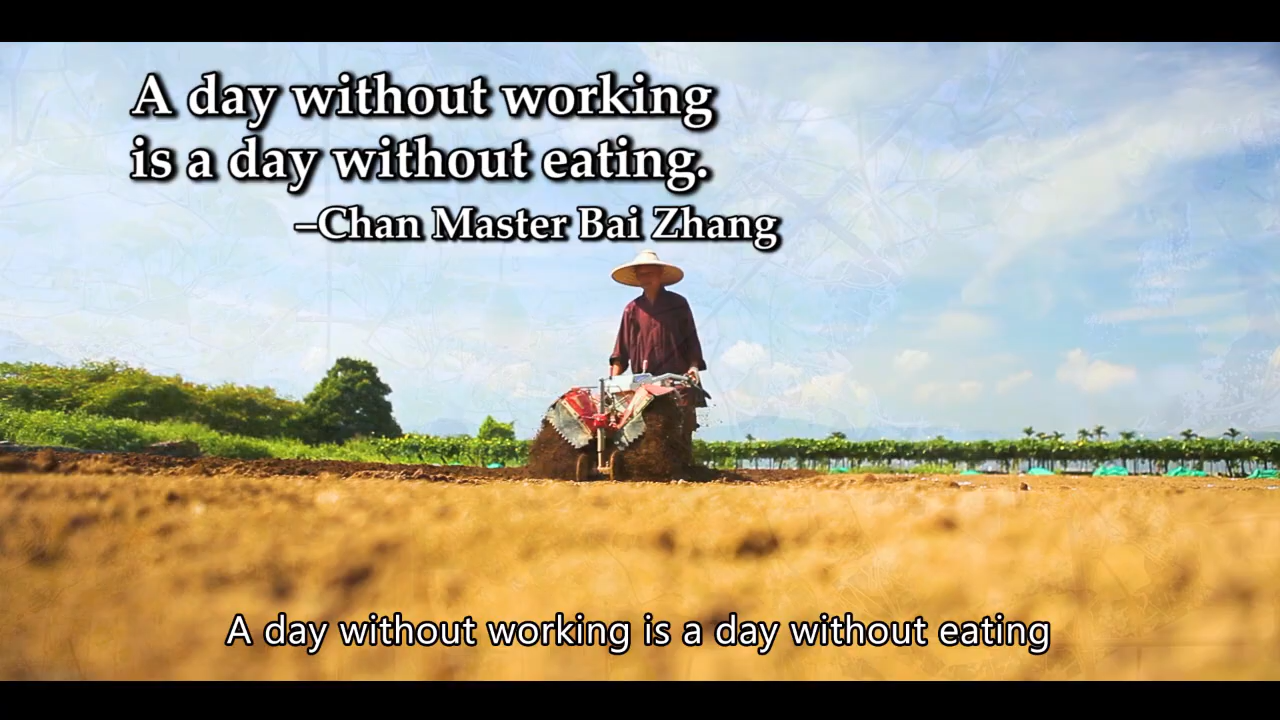 A day without working
is a day without eating.
–Chan Master Bai Zhang
A day without working is a day without eating